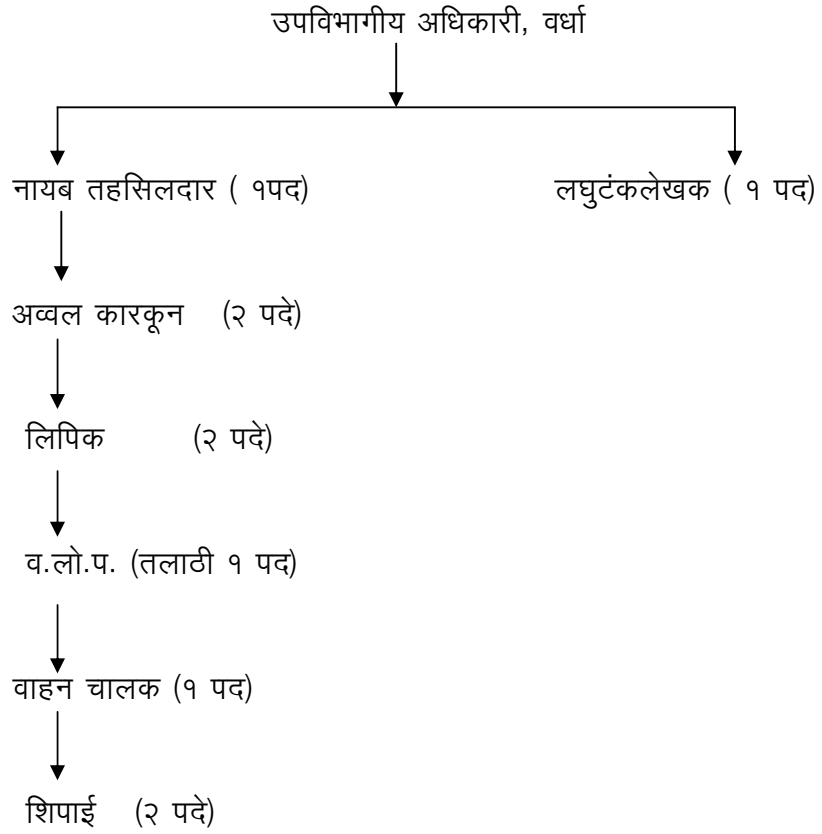 उपविभागीय अधिकारी, वर्धा
नायब तहसिलदार ( १पद) लघुटंकलेखक ( १ पद)
अव्वल कारकून (२ पदे)
लिपिक (२ पदे)
व.लो.प. (तलाठी १ पद)
वाहन चालक (१ पद)
शिपाई (२ पदे)